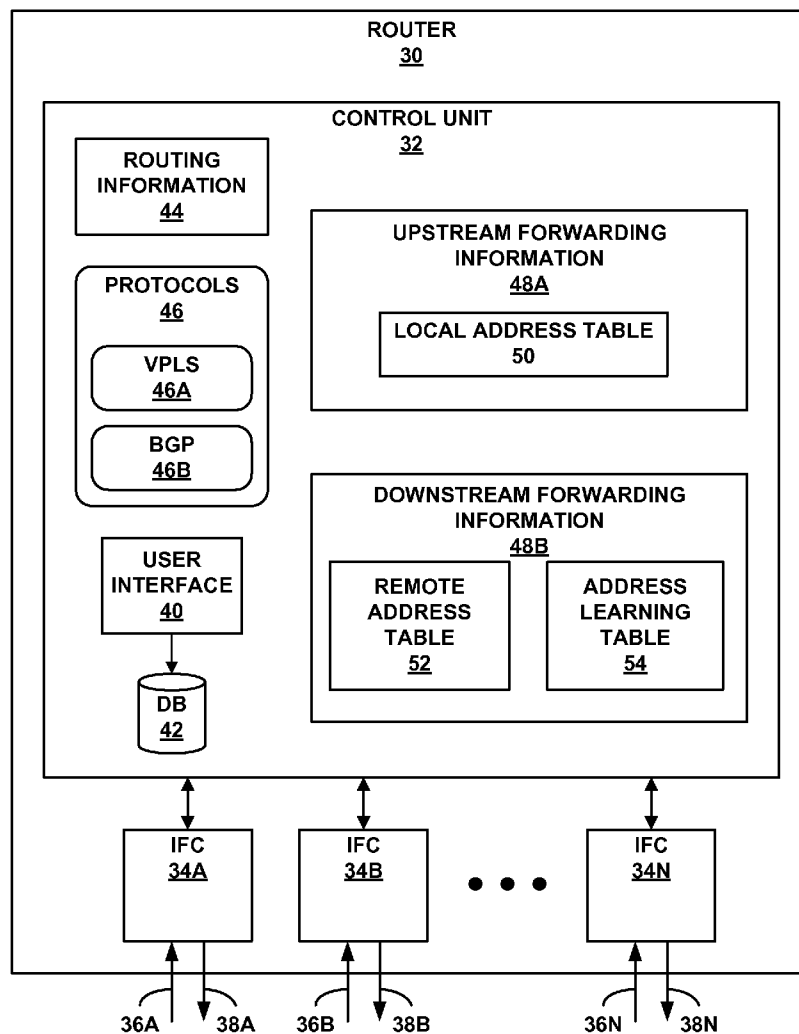 ROUTER
30
CONTROL UNIT
32
ROUTING
INFORMATION
44
PROTOCOLS
46
VPLS
46A
BGP
46B
USER
INTERFACE
40
DB
42
UPSTREAM FORWARDING
INFORMATION
48A
LOCAL ADDRESS TABLE
50
DOWNSTREAM FORWARDING
INFORMATION
48B
REMOTE
ADDRESS
TABLE
52
ADDRESS
LEARNING
TABLE
54
IFC
34A
IFC
34B
IFC
34N
36A
38A
36B
38B
36N
38N